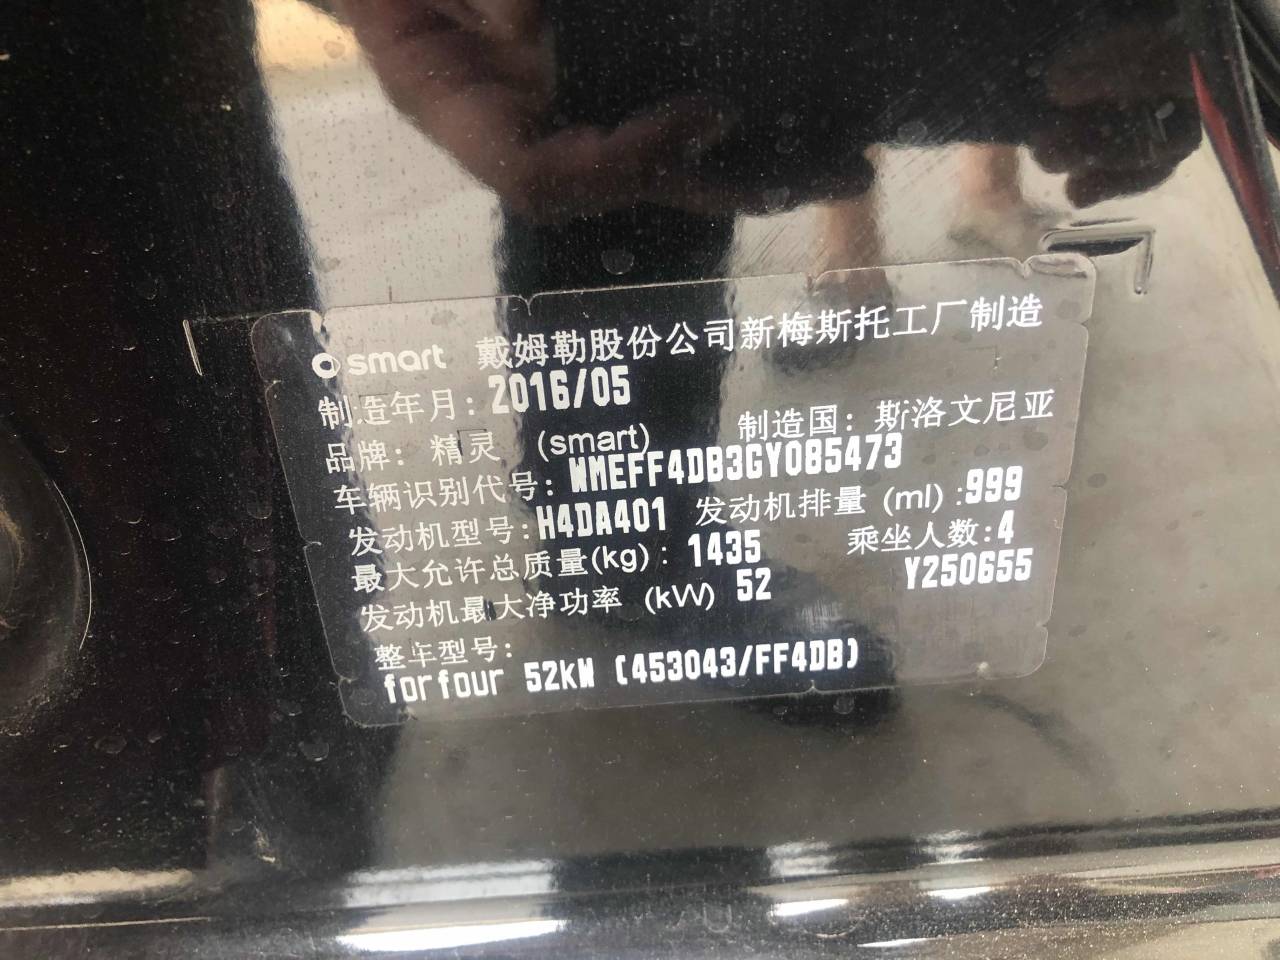 smart 戴姆勒股份公司新梅斯托工厂制造
制造年月: 2016/05
品牌: 精灵 (smart) 制造国: 斯洛文尼亚
车辆识别代号: WMEFF4DB3GY085473
发动机型号: H4DA401 发动机排量 (ml) :999
最大允许总质量(kg): 1435 乘坐人数:4
发动机最大净功率 (kW) 52 Y250655
整车型号:
forfour 52kW (453043/FF4DB)